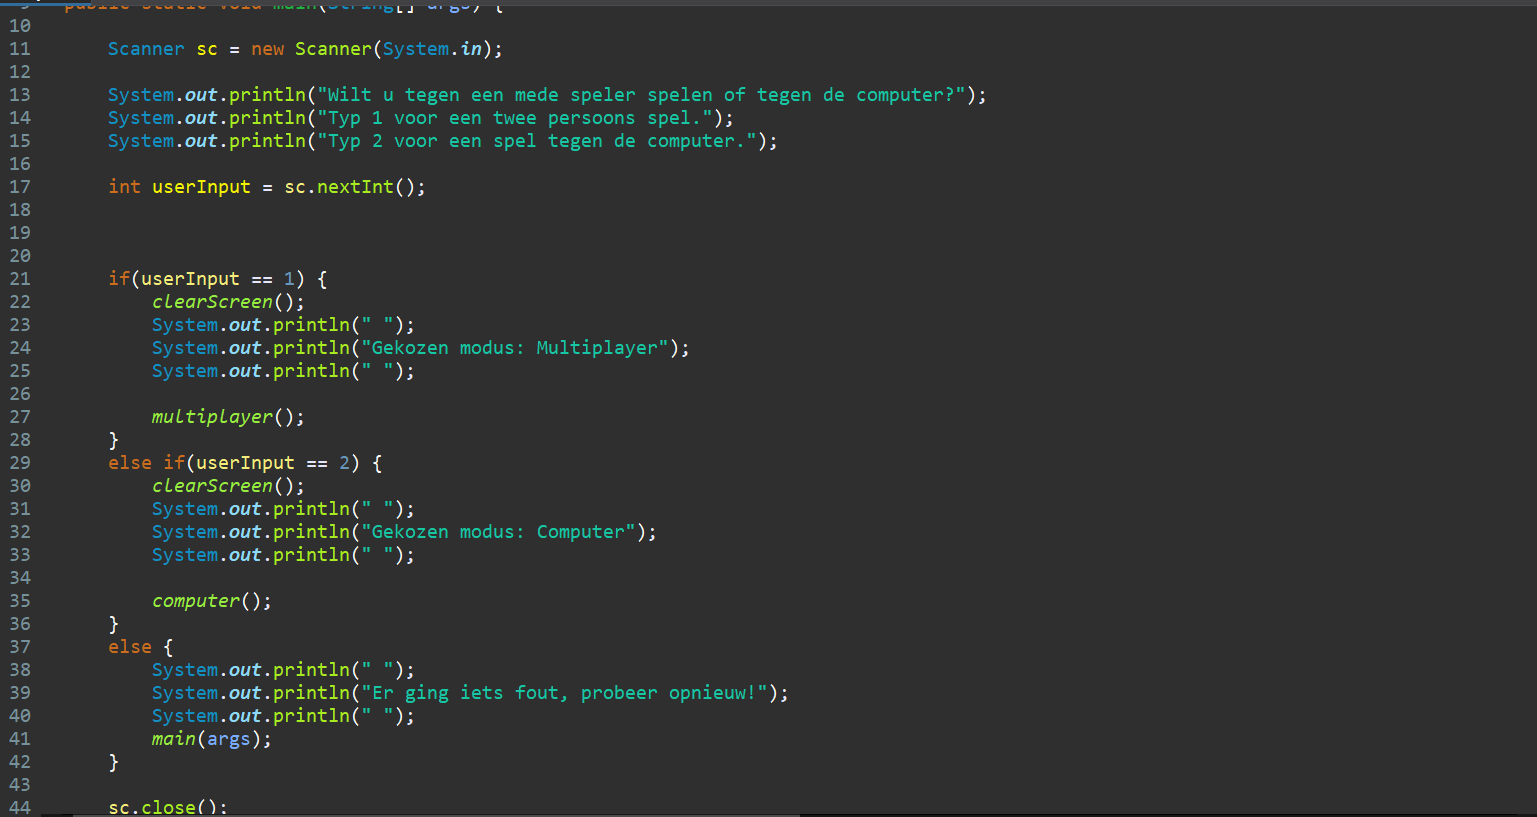 9 public static void main(String[] args) {
10
11 Scanner sc = new Scanner(System.in);
12
13 System.out.println("Wilt u tegen een mede speler spelen of tegen de computer?");
14 System.out.println("Typ 1 voor een twee persoons spel.");
15 System.out.println("Typ 2 voor een spel tegen de computer.");
16
17 int userInput = sc.nextInt();
18
19
20
21 if(userInput == 1) {
22 clearScreen();
23 System.out.println(" ");
24 System.out.println("Gekozen modus: Multiplayer");
25 System.out.println(" ");
26
27 multiplayer();
28 }
29 else if(userInput == 2) {
30 clearScreen();
31 System.out.println(" ");
32 System.out.println("Gekozen modus: Computer");
33 System.out.println(" ");
34
35 computer();
36 }
37 else {
38 System.out.println(" ");
39 System.out.println("Er ging iets fout, probeer opnieuw!");
40 System.out.println(" ");
41 main(args);
42 }
43
44 sc.close();